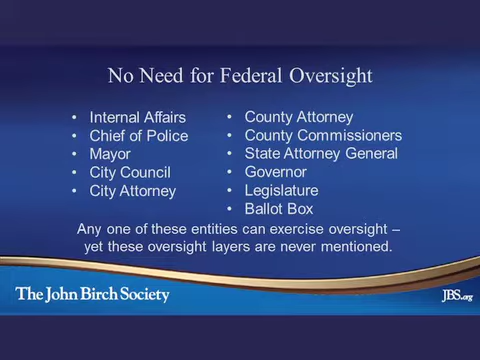 No Need for Federal Oversight
• Internal Affairs
• Chief of Police
• Mayor
• City Council
• City Attorney
• County Attorney
• County Commissioners
• State Attorney General
• Governor
• Legislature
• Ballot Box
Any one of these entities can exercise oversight –
yet these oversight layers are never mentioned.
The John Birch Society
JBS.org